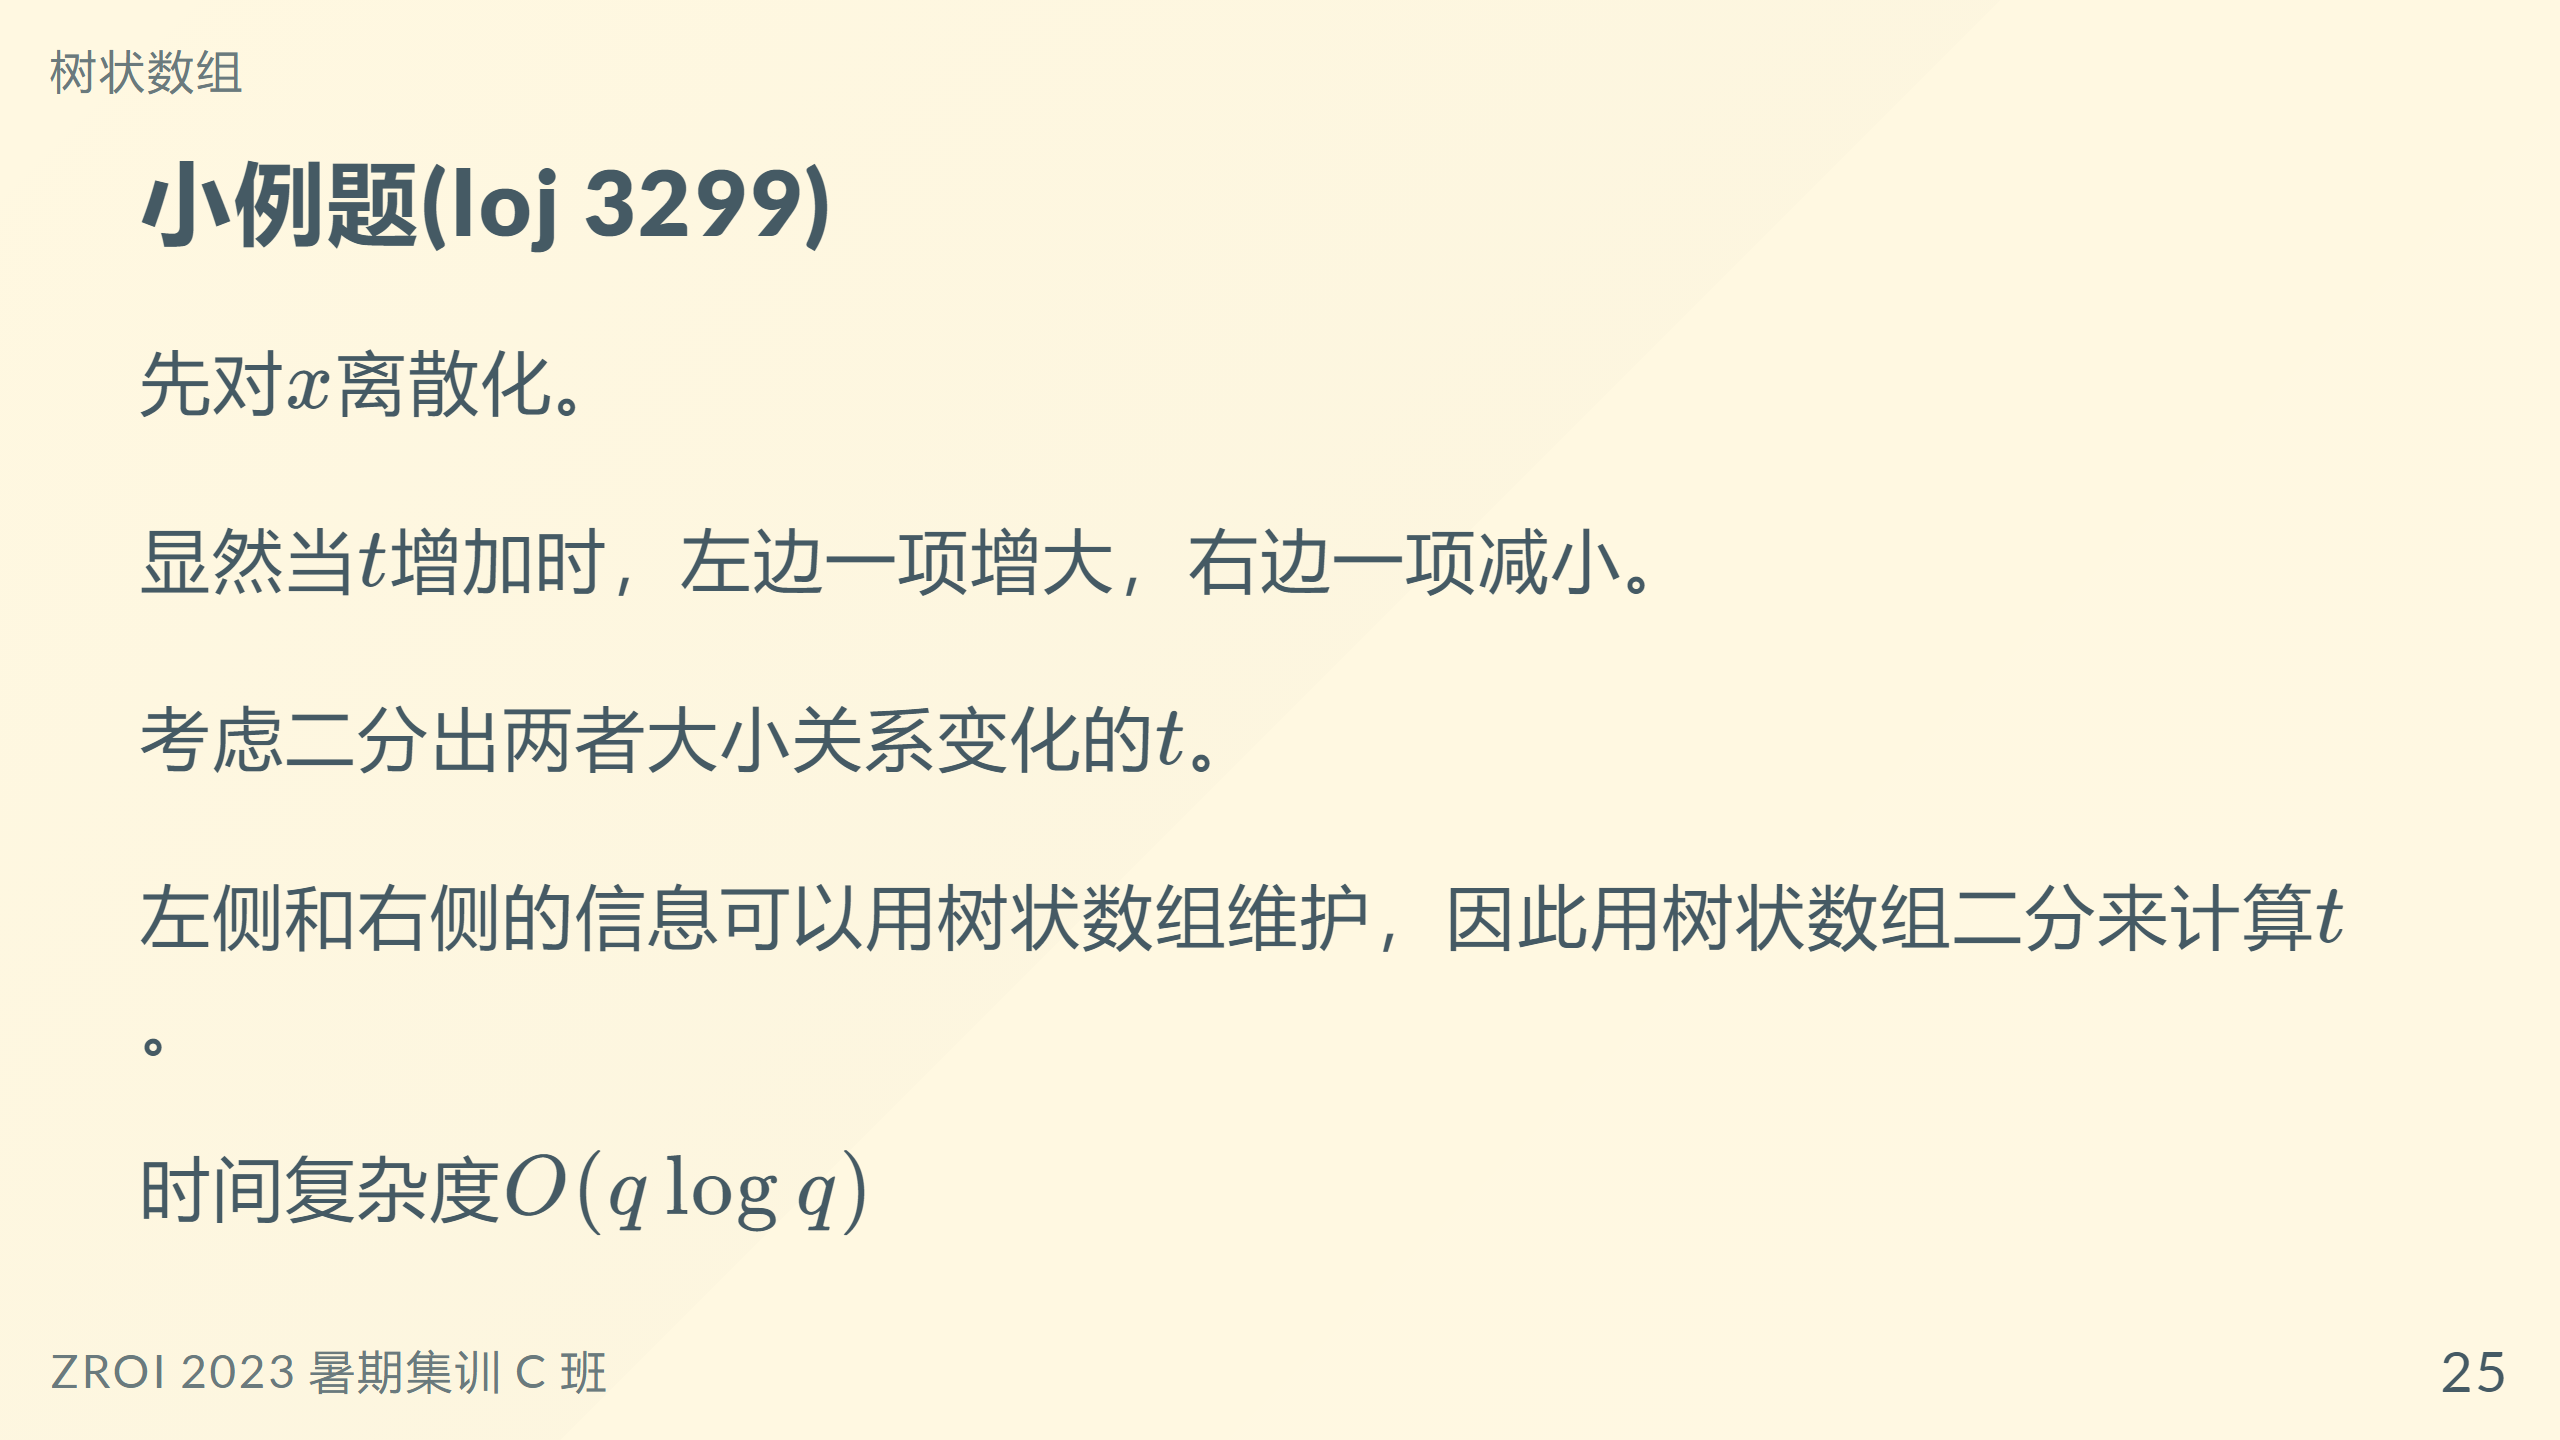 树状数组
小例题(loj 3299)
先对x离散化。
显然当t增加时，左边一项增大，右边一项减小。
考虑二分出两者大小关系变化的t。
左侧和右侧的信息可以用树状数组维护，因此用树状数组二分来计算t
。
时间复杂度O(q log q)
ZROI 2023 暑期集训 C 班
25